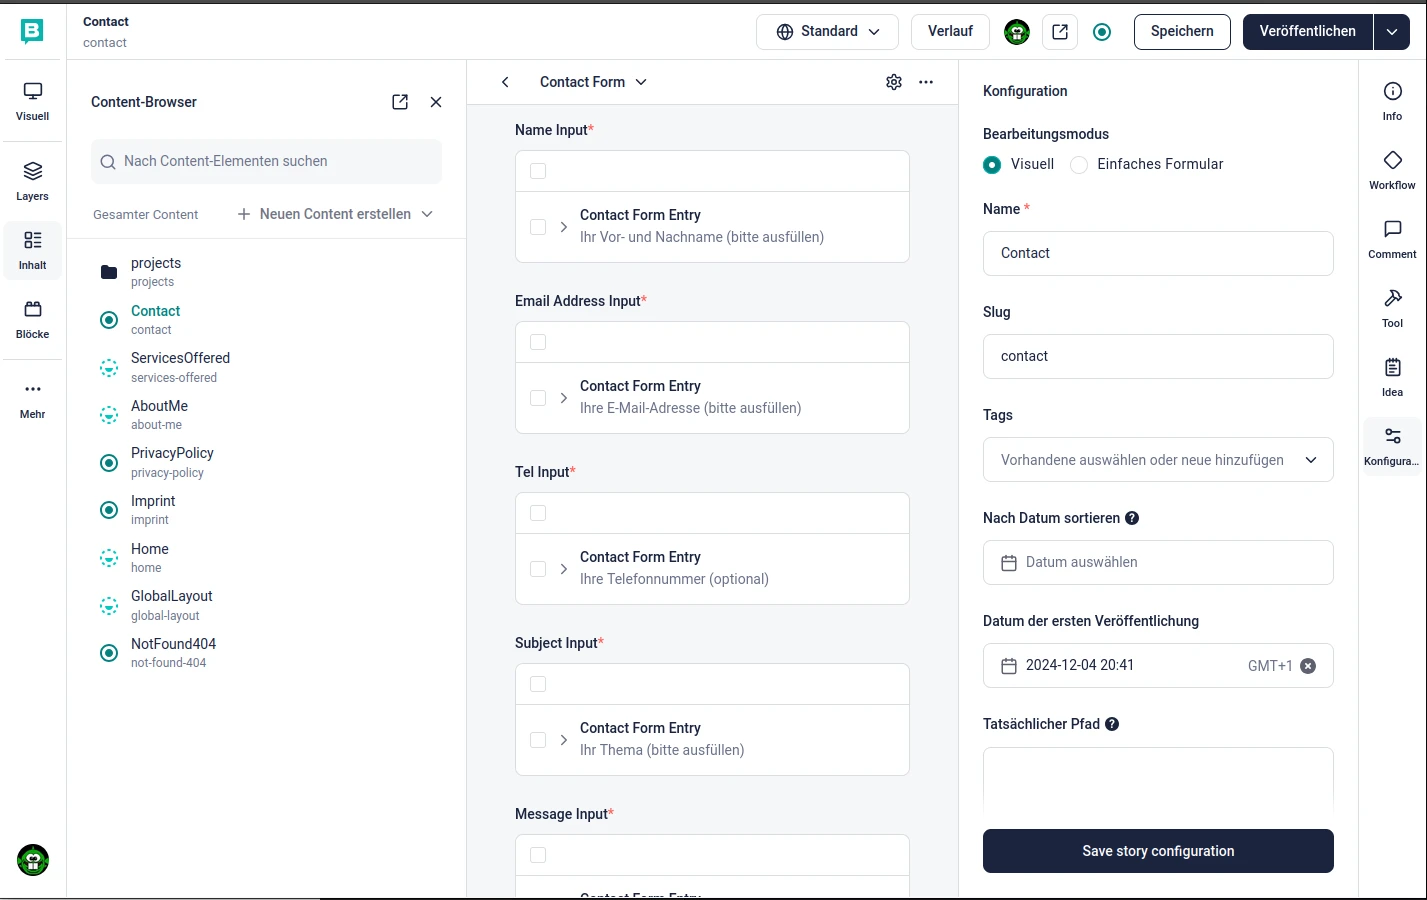 Contact
contact
Standard
Verlauf
Speichern
Veröffentlichen
Visuell
Layers
Inhalt
Blöcke
Mehr
Content-Browser
Nach Content-Elementen suchen
Gesamter Content
Neuen Content erstellen
projects
projects
Contact
contact
ServicesOffered
services-offered
AboutMe
about-me
PrivacyPolicy
privacy-policy
Imprint
imprint
Home
home
GlobalLayout
global-layout
NotFound404
not-found-404
Contact Form
Name Input*
Contact Form Entry
Ihr Vor- und Nachname (bitte ausfüllen)
Email Address Input*
Contact Form Entry
Ihre E-Mail-Adresse (bitte ausfüllen)
Tel Input*
Contact Form Entry
Ihre Telefonnummer (optional)
Subject Input*
Contact Form Entry
Ihr Thema (bitte ausfüllen)
Message Input*
Contact Form Entry
Konfiguration
Bearbeitungsmodus
Visuell Einfaches Formular
Name *
Contact
Slug
contact
Tags
Vorhandene auswählen oder neue hinzufügen
Nach Datum sortieren
Datum auswählen
Datum der ersten Veröffentlichung
2024-12-04 20:41 GMT+1
Tatsächlicher Pfad
Save story configuration
Info
Workflow
Comment
Tool
Idea
Konfigura...